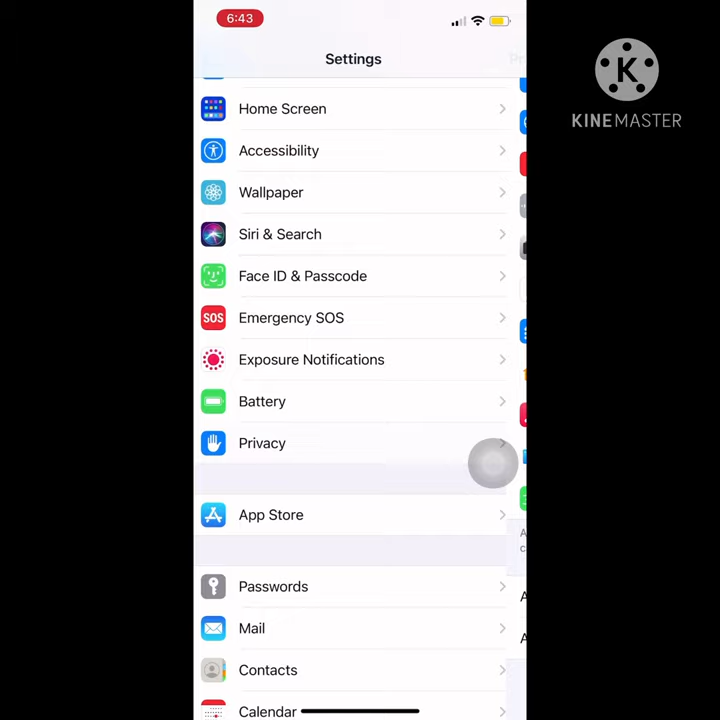 6:43
Settings
Home Screen
Accessibility
Wallpaper
Siri & Search
Face ID & Passcode
SOS
Emergency SOS
Exposure Notifications
Battery
Privacy
App Store
Passwords
Mail
Contacts
Calendar
K
KINEMASTER